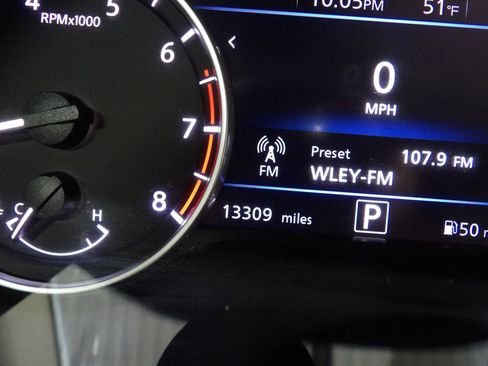 4 5
RPMx1000
6
7
8
C H
10:05PM 51°F
0
MPH
FM
Preset 107.9 FM
WLEY-FM
13309 miles
P
50